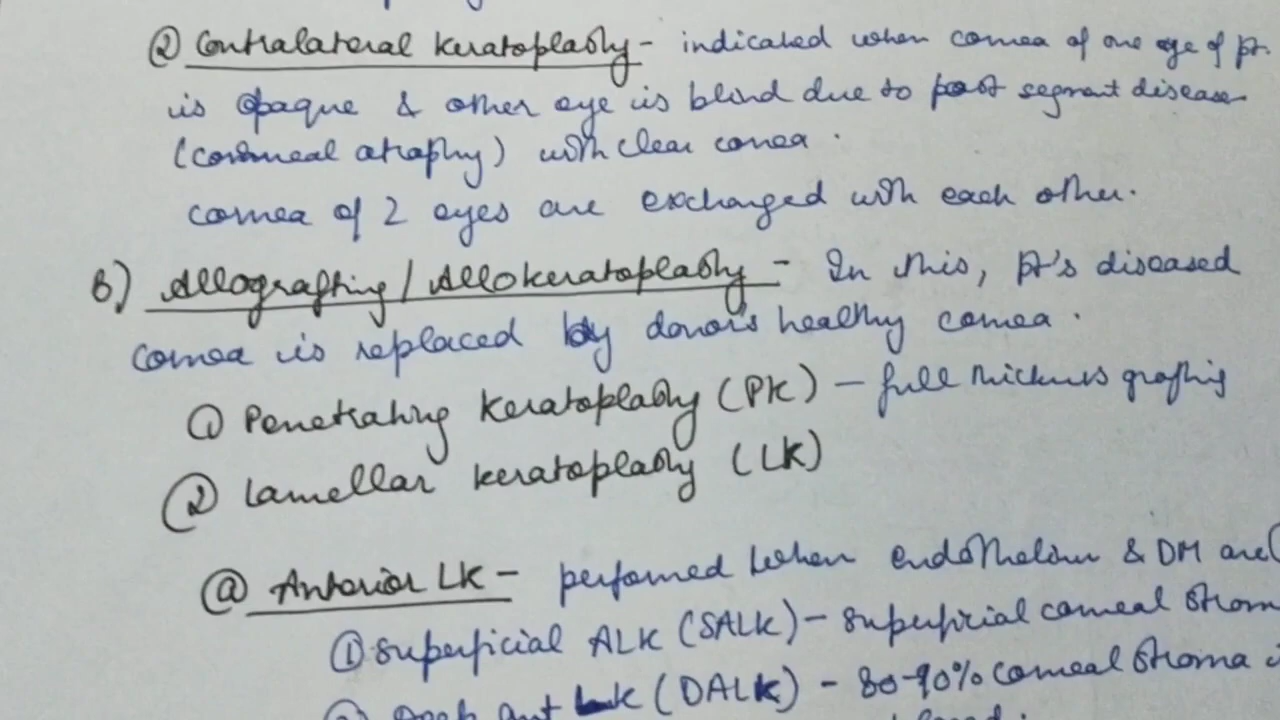 ② Contralateral Keratoplasty - indicated when cornea of one eye of pt.
is opaque & other eye is blind due to post segment disease
( atrophy) with clear cornea.
cornea of 2 eyes are exchanged with each other.
B) Allografting / Allokeratoplasty - In this, pt's diseased
cornea is replaced by donor's healthy cornea.
① Penetrating Keratoplasty (PK) - full thickness grafting
② Lamellar keratoplasty (LK)
ⓐ Anterior LK - performed when endothelium & DM are
① Superficial ALK (SALK) - superficial corneal
ant (DALK) - 80-90% corneal stroma